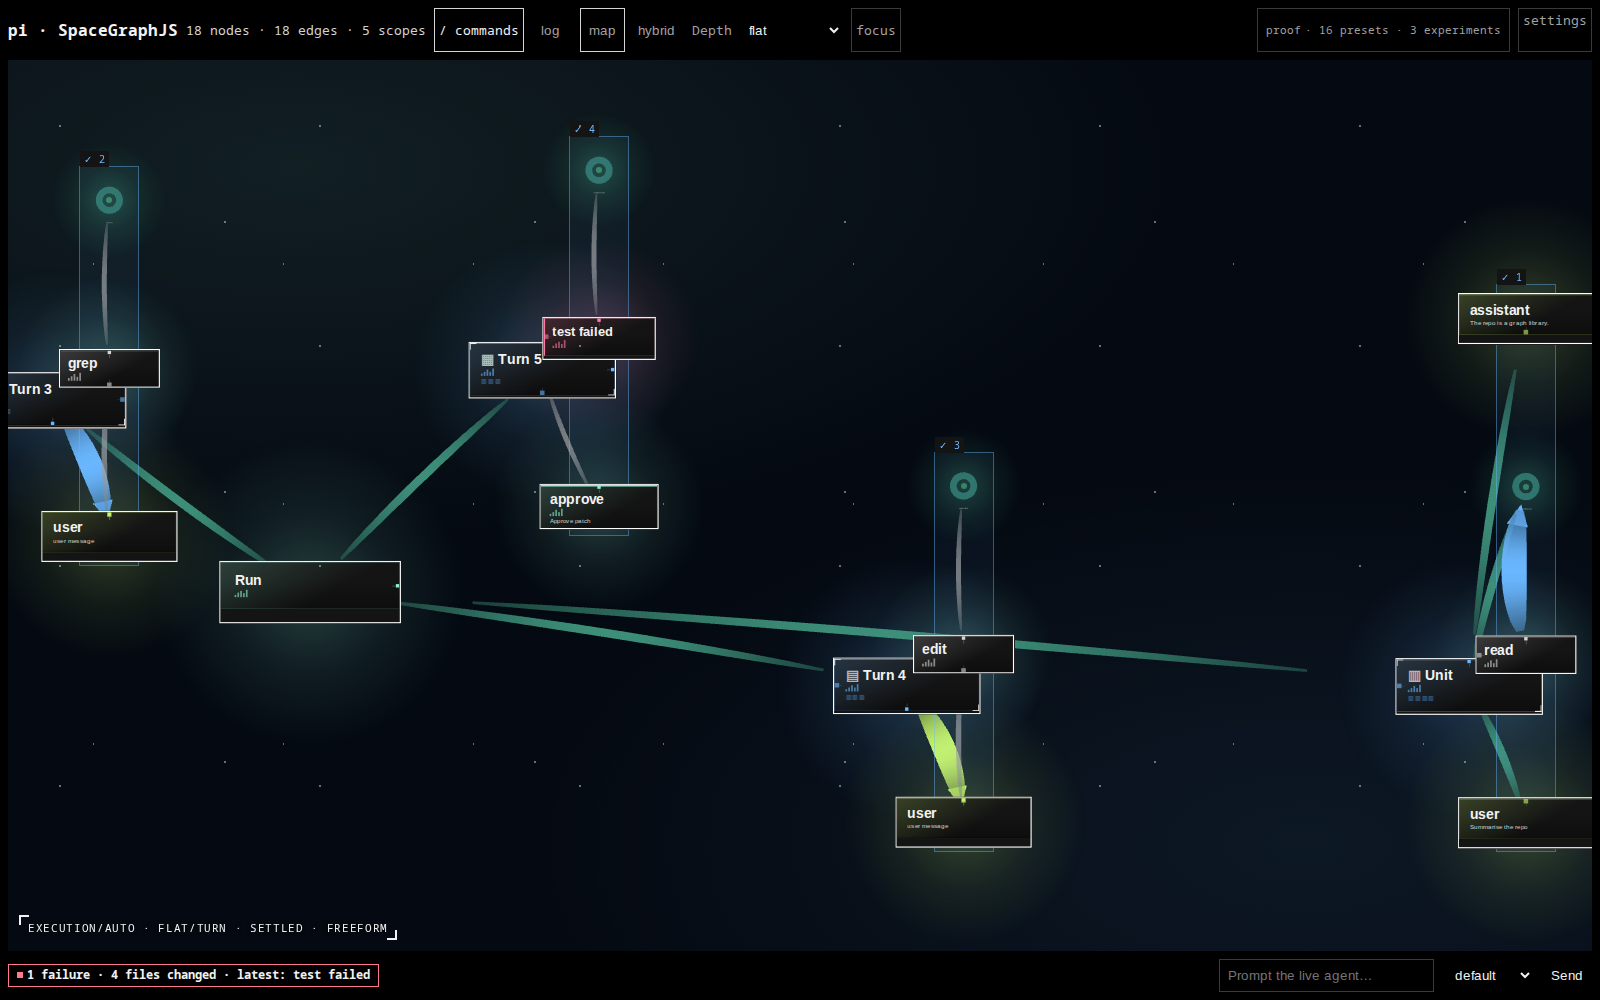 pi · SpaceGraphJS 18 nodes · 18 edges · 5 scopes / commands log map hybrid Depth flat focus proof · 16 presets · 3 experiments settings
✓ 4
✓ 2
✓ 1
assistant
The repo is a graph library.
test failed
Turn 5
grep
Turn 3
✓ 3
approve
Approve patch
user
user message
Run
edit
read
Turn 4
Unit
user
user message
user
Summarise the repo
EXECUTION/AUTO · FLAT/TURN · SETTLED · FREEFORM
1 failure · 4 files changed · latest: test failed
Prompt the live agent… default Send